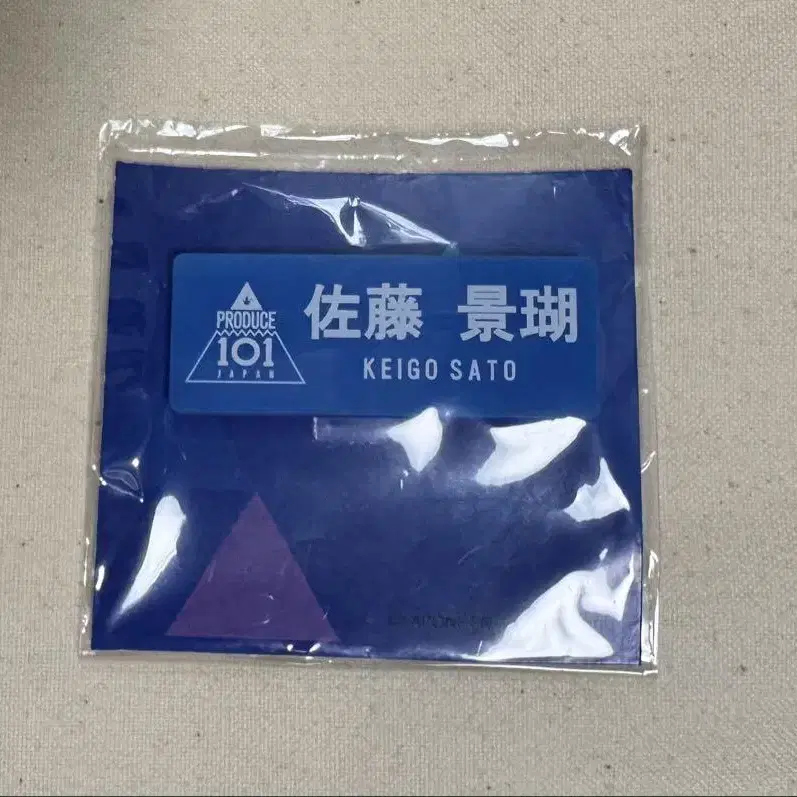 PRODUCE
101
JAPAN
佐藤 景瑚
KEIGO SATO